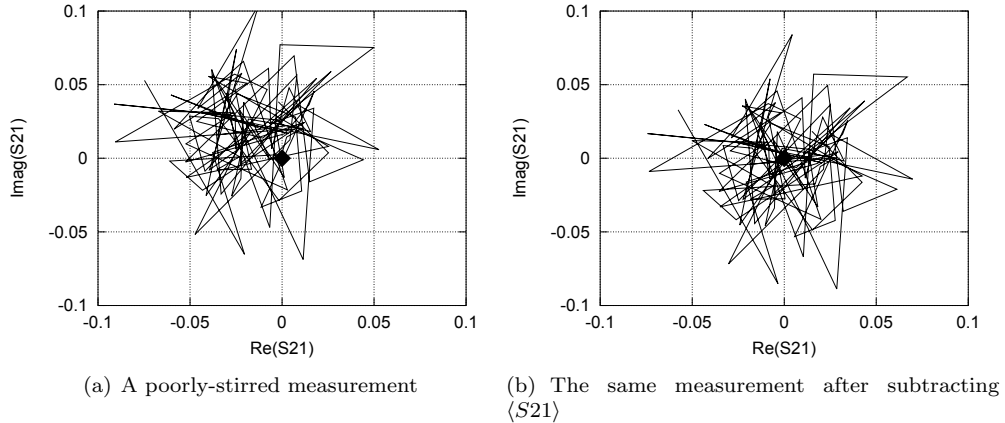 0.1
0.05
0
-0.05
-0.1
Imag(S21)
-0.1 -0.05 0 0.05 0.1
Re(S21)
(a) A poorly-stirred measurement
0.1
0.05
0
-0.05
-0.1
Imag(S21)
-0.1 -0.05 0 0.05 0.1
Re(S21)
(b) The same measurement after subtracting
⟨S21⟩